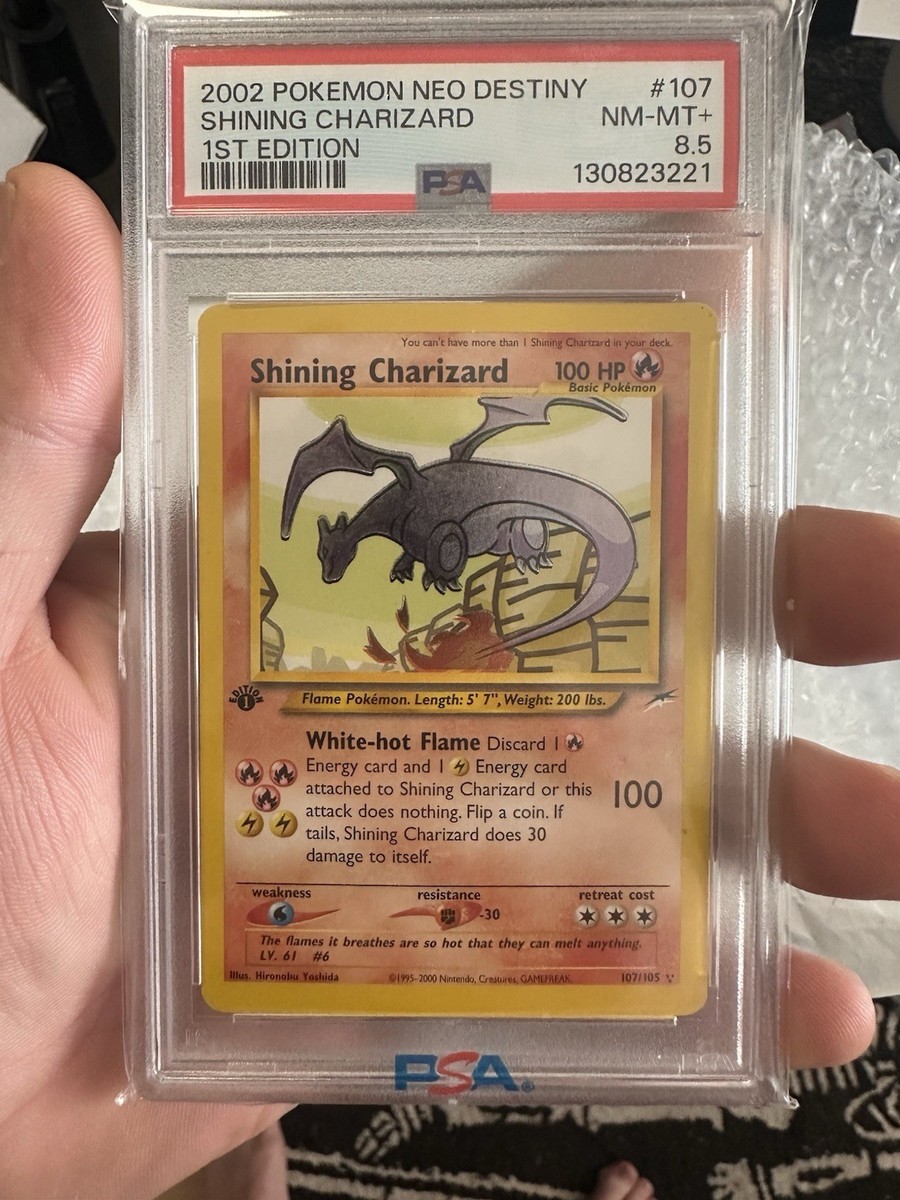 2002 POKEMON NEO DESTINY #107
SHINING CHARIZARD NM-MT+
1ST EDITION 8.5
PSA 130823221
You can't have more than 1 Shining Charizard in your deck.
Shining Charizard 100 HP
Basic Pokémon
EDITION
1
Flame Pokémon. Length: 5' 7", Weight: 200 lbs.
White-hot Flame Discard 1
Energy card and 1 Energy card
attached to Shining Charizard or this
attack does nothing. Flip a coin. If
tails, Shining Charizard does 30
damage to itself.
100
weakness resistance retreat cost
-30
The flames it breathes are so hot that they can melt anything.
LV. 61 #6
Illus. Hironobu Yoshida ©1995-2000 Nintendo, Creatures, GAMEFREAK. 107/105
PSA®